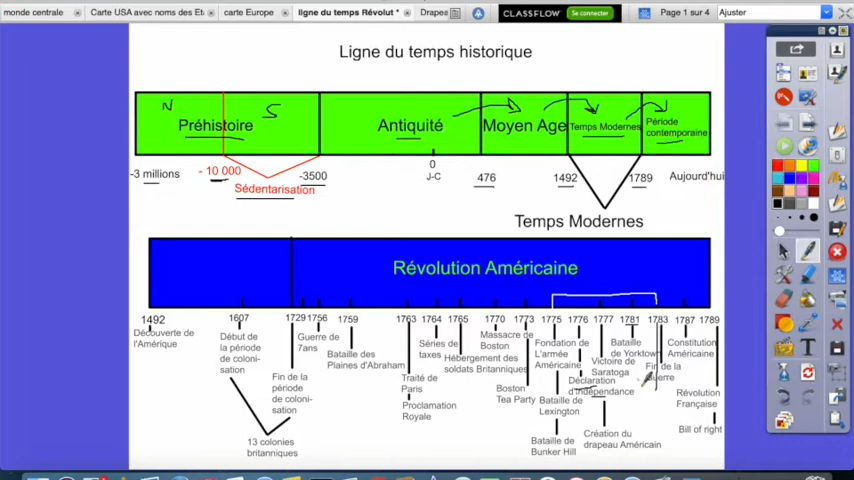 monde centrale
Carte USA avec noms des Eta
carte Europe
ligne du temps Révolut *
Drapea
CLASSFLOW
Se connecter
Page 1 sur 4
Ajuster
Ligne du temps historique
N
S
Préhistoire
Antiquité
Moyen Age
Temps Modernes
Période
contemporaine
-3 millions
- 10 000
-3500
0
J-C
476
1492
1789
Aujourd'hui
Sédentarisation
Temps Modernes
Révolution Américaine
1492
1607
1729
1756
1759
1763
1764
1765
1770
1773
1775
1776
1777
1781
1783
1787
1789
Découverte de
l'Amérique
Début de
la période
de coloni-
sation
Fin de la
période
de coloni-
sation
13 colonies
britanniques
Guerre de
7ans
Bataille des
Plaines d'Abraham
Traité de
Paris
Proclamation
Royale
Séries de
taxes
Hébergement des
soldats Britanniques
Massacre de
Boston
Boston
Tea Party
Fondation de
L'armée
Américaine
Bataille de
Lexington
Bataille de
Bunker Hill
Déclaration
d'indépendance
Victoire de
Saratoga
Création du
drapeau Américain
Bataille
de Yorktown
Fin de la
guerre
Constitution
Américaine
Révolution
Française
Bill of right
T